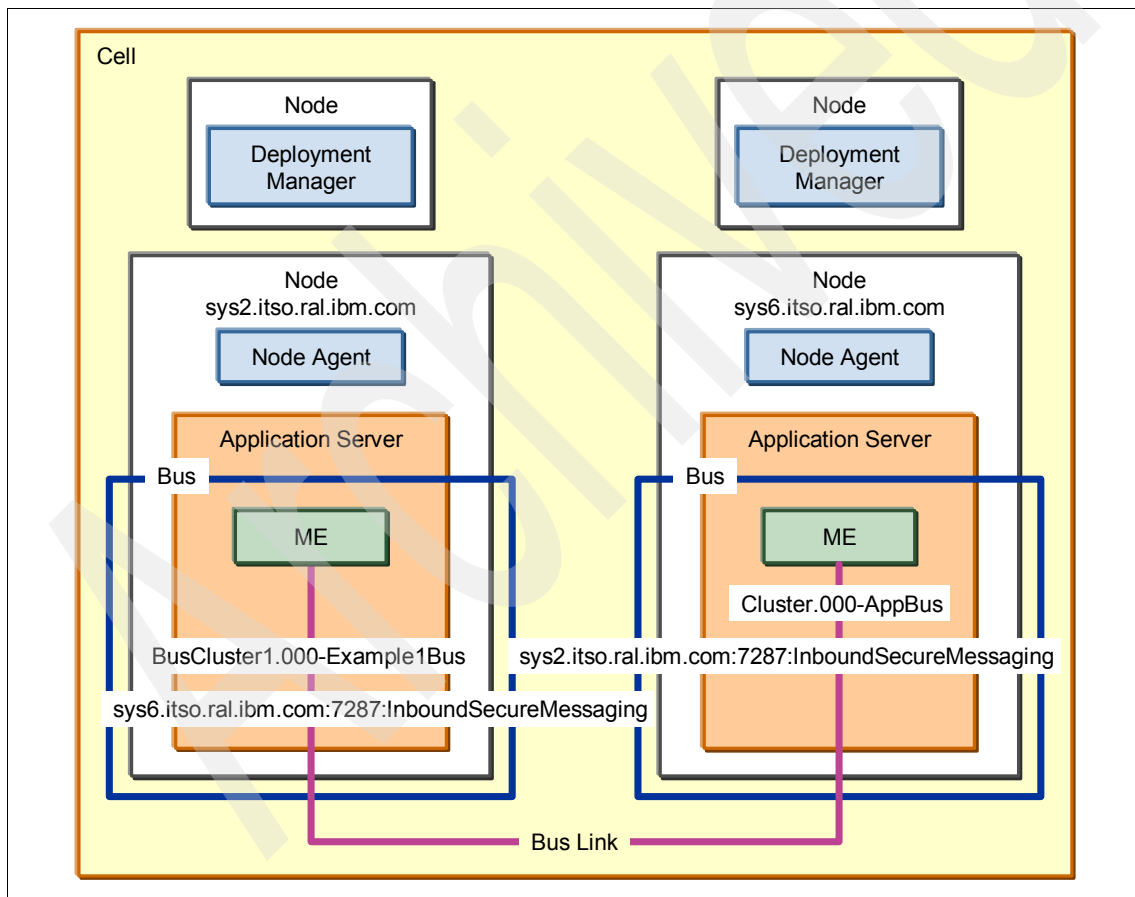 Cell
Node
Deployment
Manager
Node
Deployment
Manager
Node
sys2.itso.ral.ibm.com
Node Agent
Application Server
Bus
ME
BusCluster1.000-Example1Bus
sys6.itso.ral.ibm.com:7287:InboundSecureMessaging
Node
sys6.itso.ral.ibm.com
Node Agent
Application Server
Bus
ME
Cluster.000-AppBus
sys2.itso.ral.ibm.com:7287:InboundSecureMessaging
Bus Link
Archived